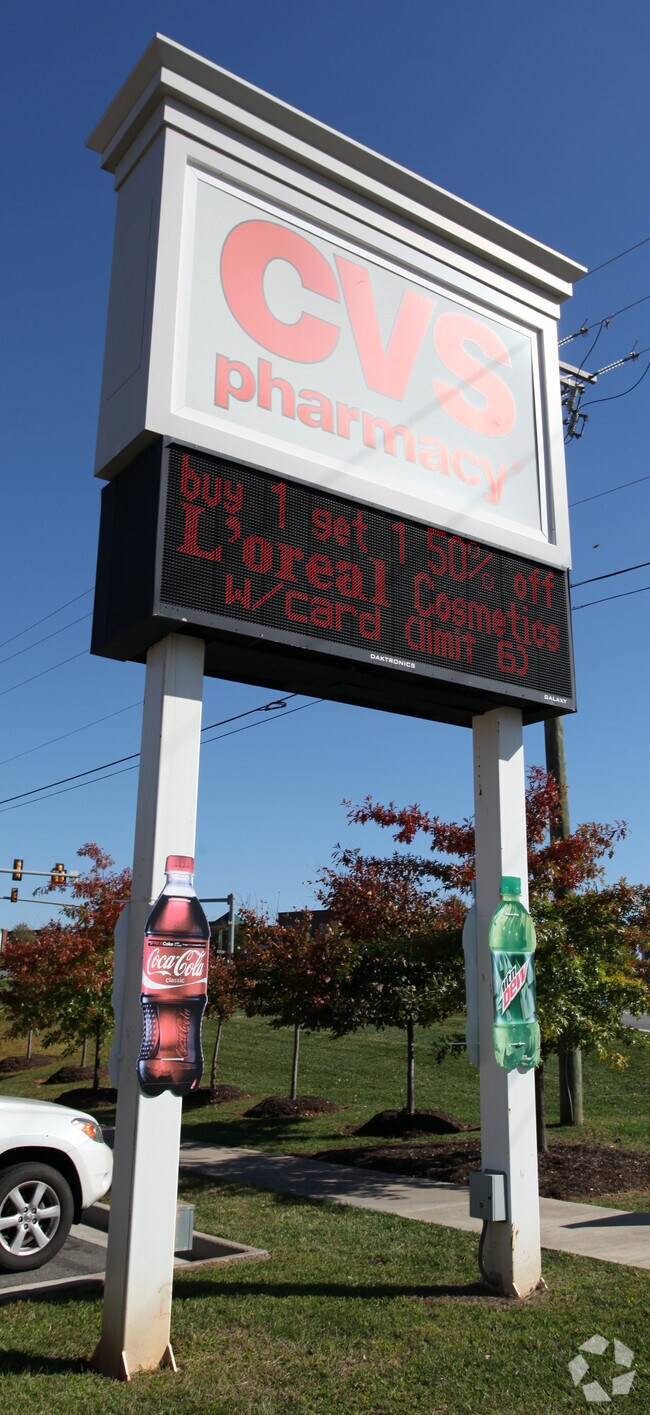 CVS
pharmacy
buy 1 get 1 50% off
L'oreal Cosmetics
w/card (limit 6)
DAKTRONICS
GALAXY
Coca-Cola
classic
Mtn
Dew